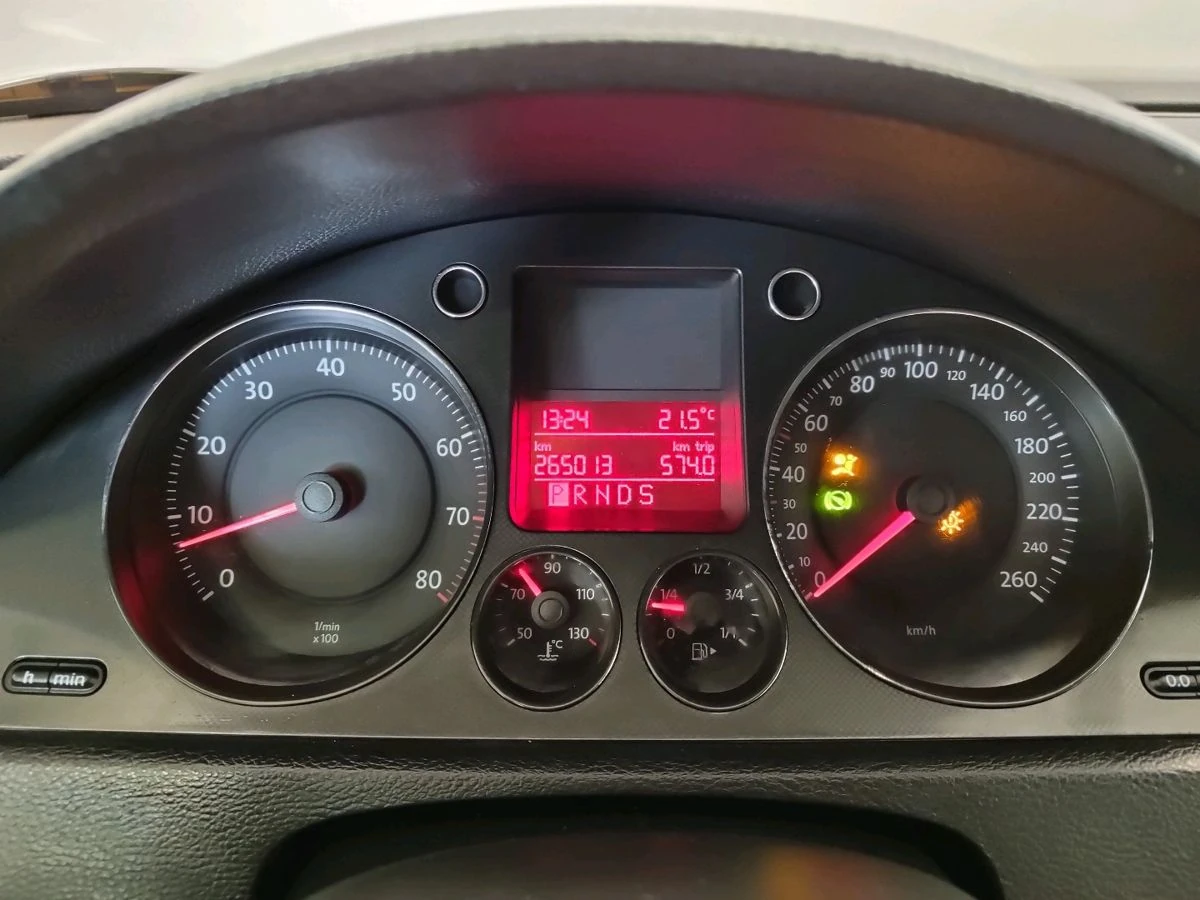 13:24 21.5°C
km km trip
265013 574.0
P R N D S
0 10 20 30 40 50 60 70 80
1/min
x 100
50 70 90 110 130
°C
0 1/4 1/2 3/4 1/1
0 10 20 30 40 50 60 70 80 90 100 120 140 160 180 200 220 240 260
km/h
h min
0.0